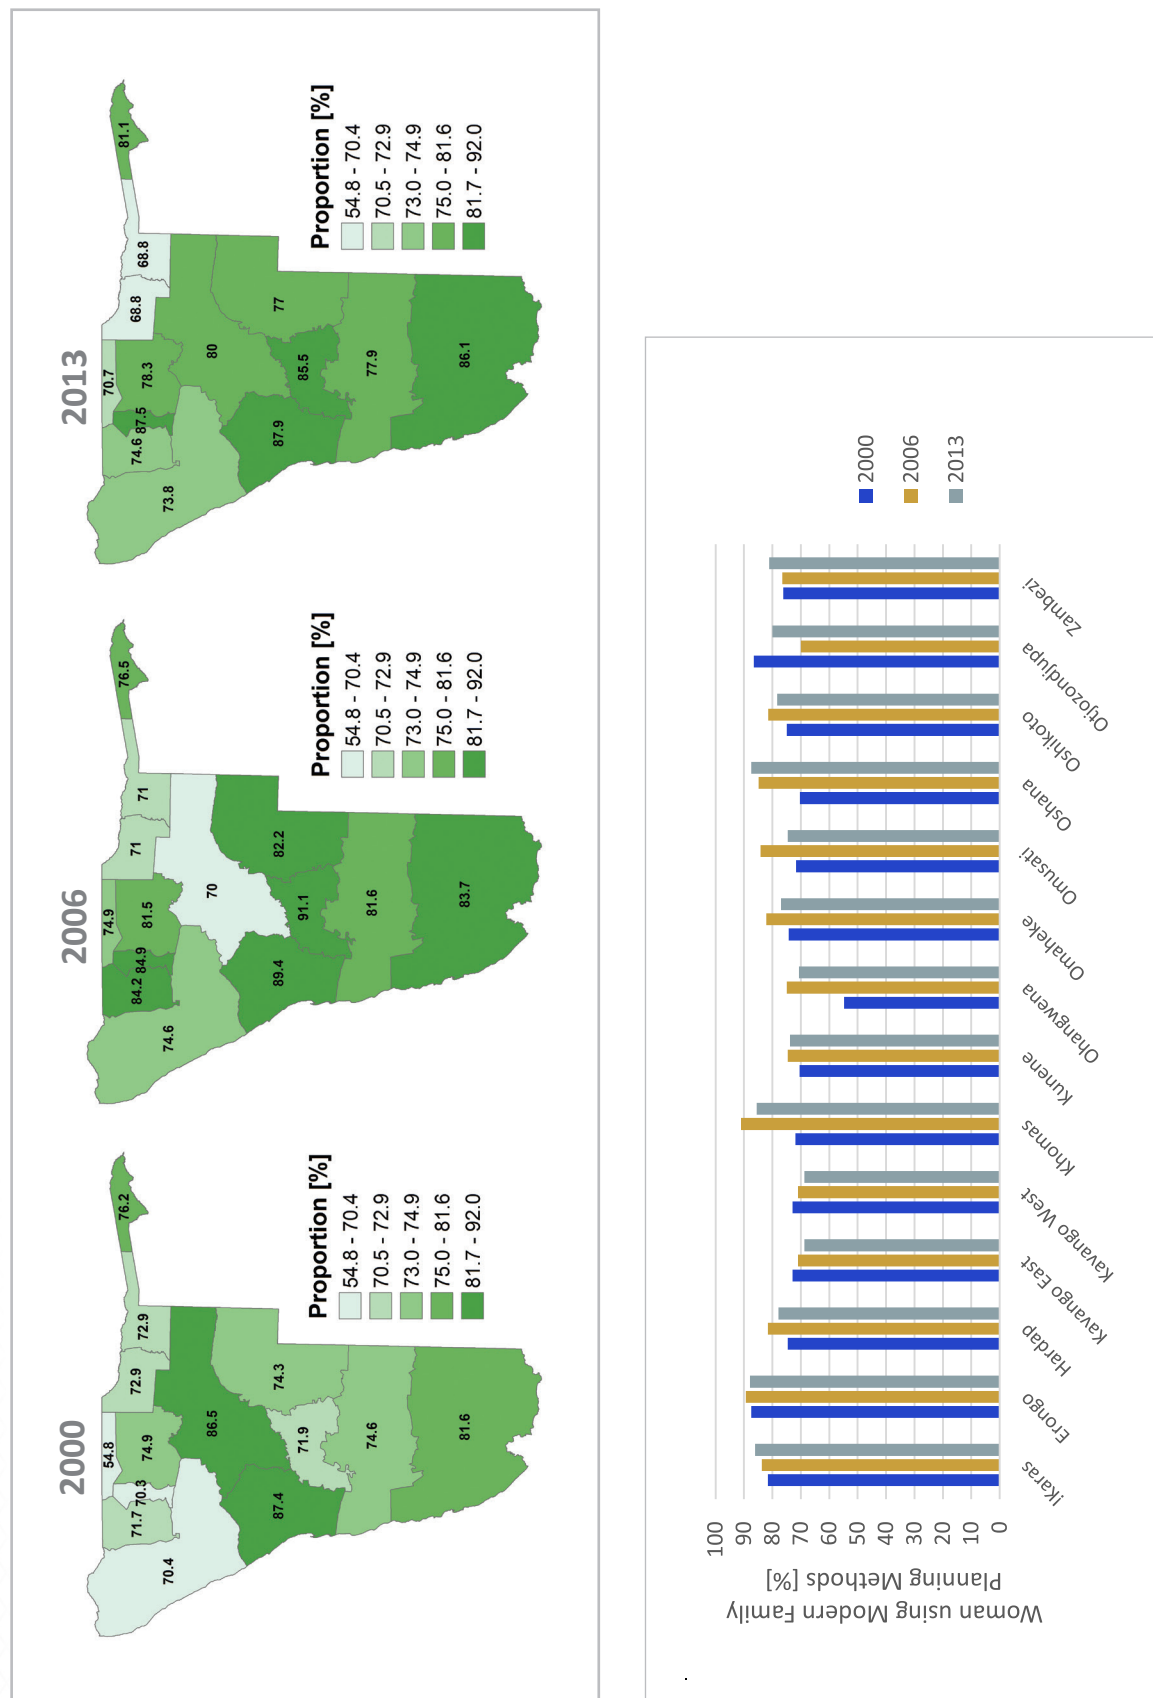 2000
54.8
71.7
70.3
74.9
72.9
72.9
76.2
70.4
86.5
87.4
71.9
74.3
74.6
81.6
Proportion [%]
54.8 - 70.4
70.5 - 72.9
73.0 - 74.9
75.0 - 81.6
81.7 - 92.0
2006
74.9
84.2
84.9
81.5
71
71
76.5
74.6
70
89.4
91.1
82.2
81.6
83.7
Proportion [%]
54.8 - 70.4
70.5 - 72.9
73.0 - 74.9
75.0 - 81.6
81.7 - 92.0
2013
70.7
74.6
87.5
78.3
68.8
68.8
81.1
73.8
80
87.9
85.5
77
77.9
86.1
Proportion [%]
54.8 - 70.4
70.5 - 72.9
73.0 - 74.9
75.0 - 81.6
81.7 - 92.0
Woman using Modern Family
Planning Methods [%]
100
90
80
70
60
50
40
30
20
10
0
!Karas
Erongo
Hardap
Kavango East
Kavango West
Khomas
Kunene
Ohangwena
Omaheke
Omusati
Oshana
Oshikoto
Otjozondjupa
Zambezi
2000
2006
2013